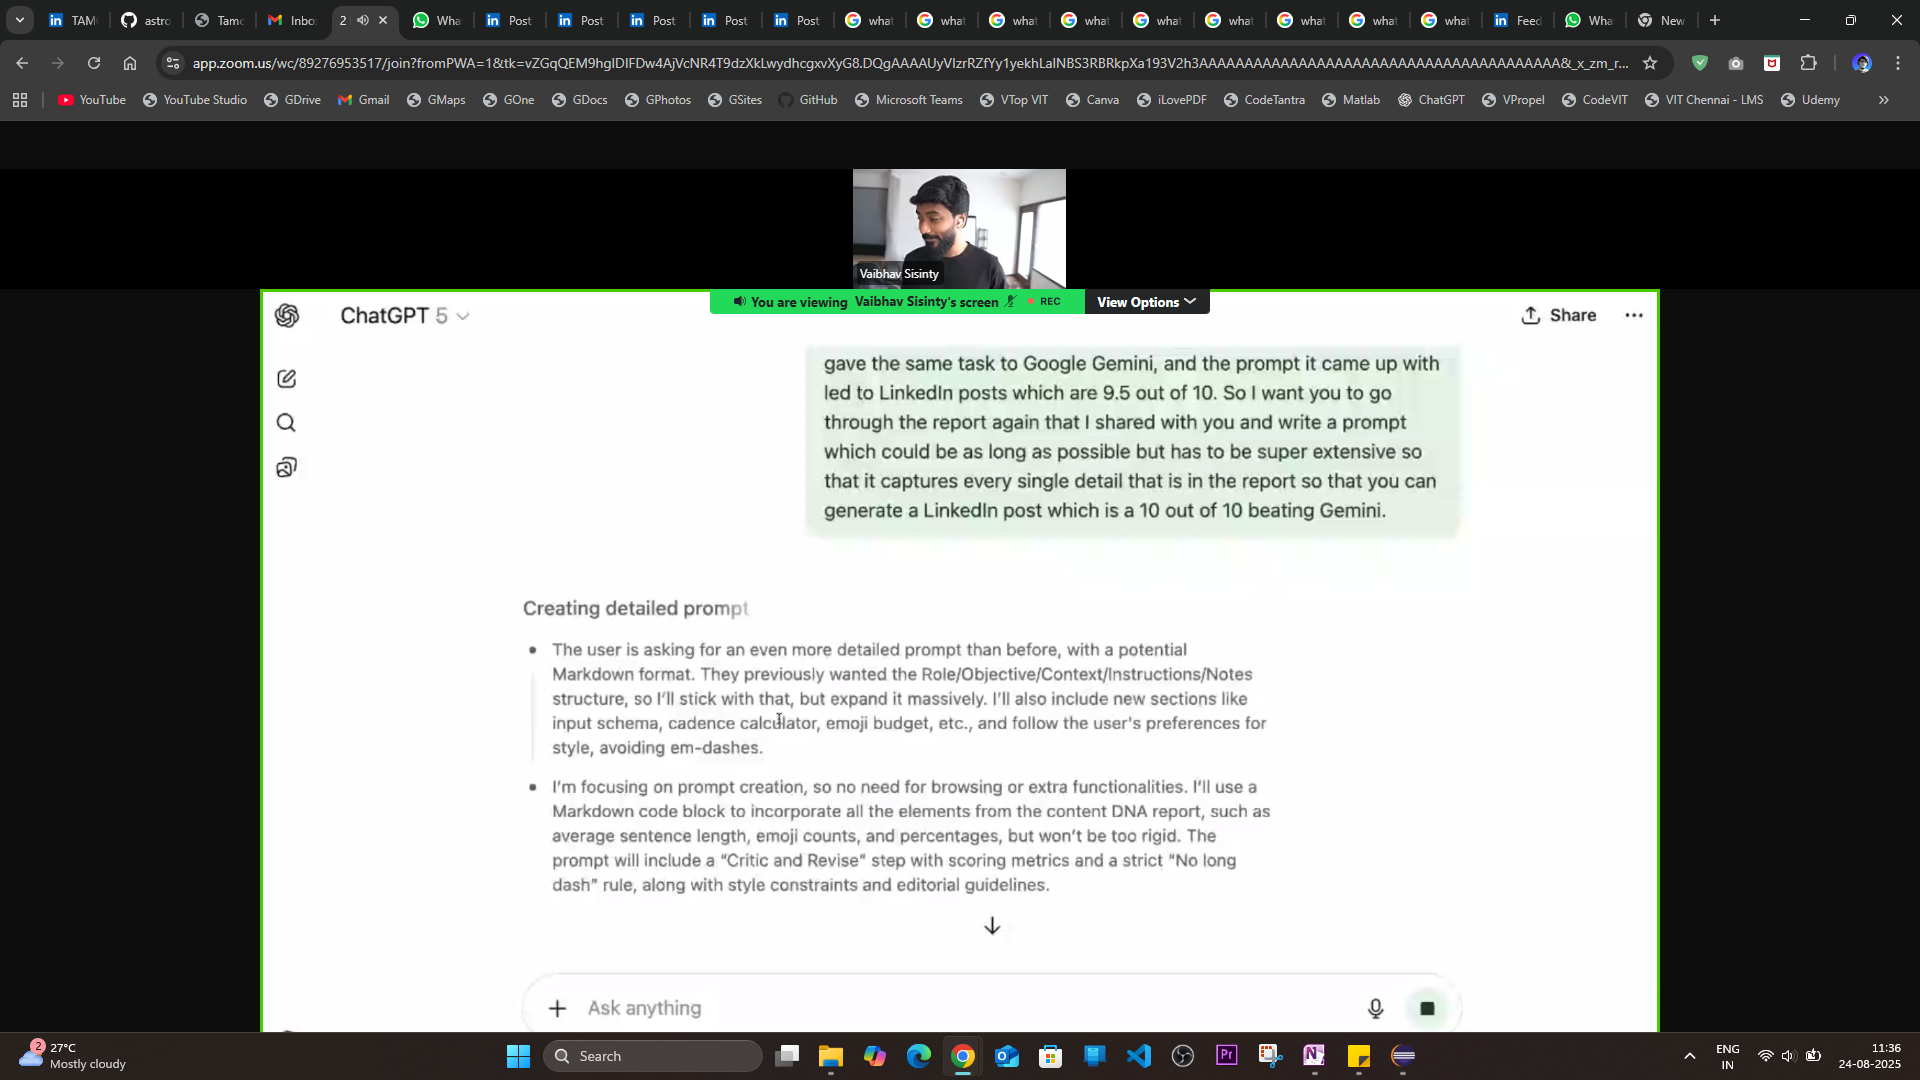 TAM
astro
Tamc
Inbo
2
Wha
Post
Post
Post
Post
Post
what
what
what
what
what
what
what
what
what
Feed
Wha
New
app.zoom.us/wc/89276953517/join?fromPWA=1&tk=
YouTube
YouTube Studio
GDrive
Gmail
GMaps
GOne
GDocs
GPhotos
GSites
GitHub
Microsoft Teams
VTop VIT
Canva
iLovePDF
CodeTantra
Matlab
ChatGPT
VPropel
CodeVIT
VIT Chennai - LMS
Udemy
Vaibhav Sisinty
You are viewing Vaibhav Sisinty's screen
REC
View Options
ChatGPT 5
Share
gave the same task to Google Gemini, and the prompt it came up with
led to LinkedIn posts which are 9.5 out of 10. So I want you to go
through the report again that I shared with you and write a prompt
which could be as long as possible but has to be super extensive so
that it captures every single detail that is in the report so that you can
generate a LinkedIn post which is a 10 out of 10 beating Gemini.
Creating detailed prompt
• The user is asking for an even more detailed prompt than before, with a potential
Markdown format. They previously wanted the Role/Objective/Context/Instructions/Notes
structure, so I'll stick with that, but expand it massively. I'll also include new sections like
input schema, cadence calculator, emoji budget, etc., and follow the user's preferences for
style, avoiding em-dashes.
• I'm focusing on prompt creation, so no need for browsing or extra functionalities. I'll use a
Markdown code block to incorporate all the elements from the content DNA report, such as
average sentence length, emoji counts, and percentages, but won't be too rigid. The
prompt will include a "Critic and Revise" step with scoring metrics and a strict "No long
dash" rule, along with style constraints and editorial guidelines.
Ask anything
2
27°C
Mostly cloudy
Search
Pr
N
ENG
IN
11:36
24-08-2025